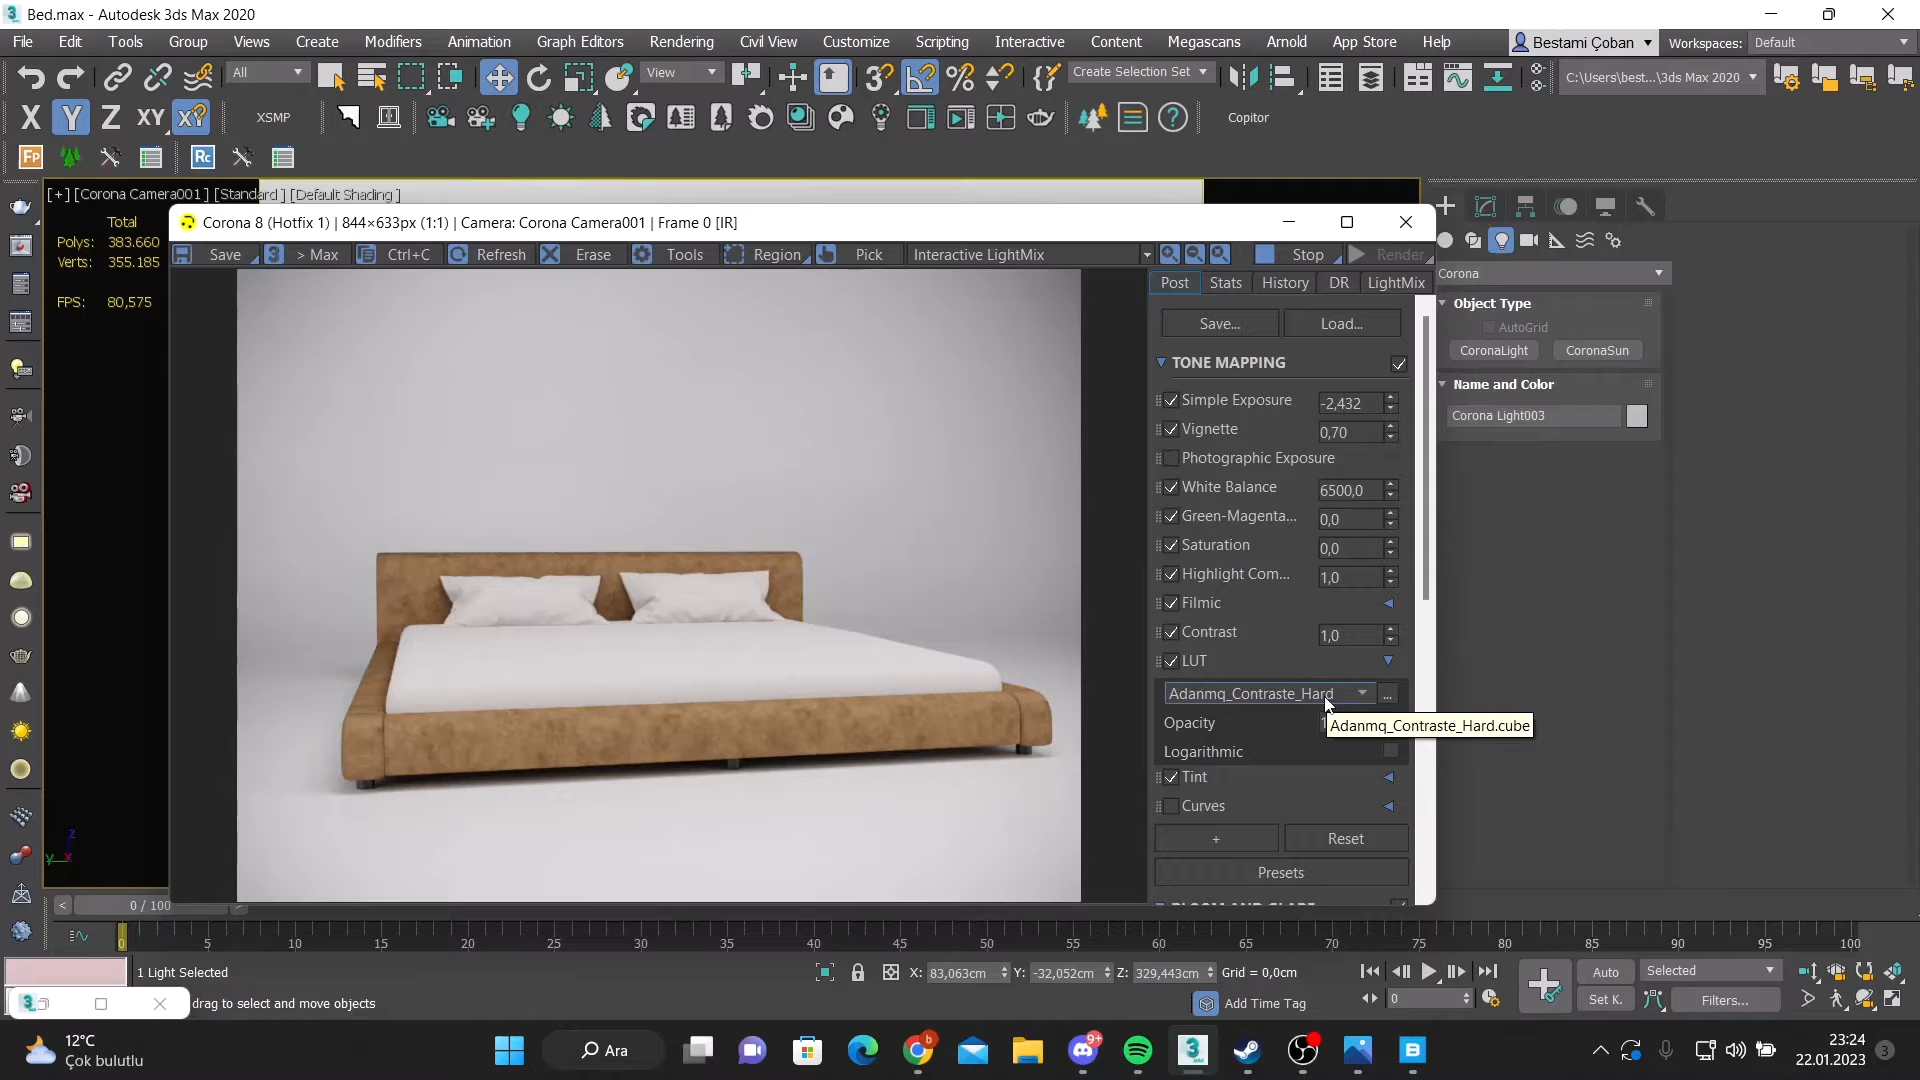 Bed.max - Autodesk 3ds Max 2020
File Edit Tools Group Views Create Modifiers Animation Graph Editors Rendering Civil View Customize Scripting Interactive Content Megascans Arnold App Store Help
Bestami Çoban
Workspaces: Default
All
View
Create Selection Set
C:\Users\best...\3ds Max 2020
X Y Z XY XY
XSMP
Copitor
Fp
Rc
[+] [Corona Camera001] [Standard] [Default Shading]
Total
Polys: 383.660
Verts: 355.185
FPS: 80,575
Corona 8 (Hotfix 1) | 844×633px (1:1) | Camera: Corona Camera001 | Frame 0 [IR]
Save > Max Ctrl+C Refresh Erase Tools Region Pick Interactive LightMix Stop Render
Post Stats History DR LightMix
Save... Load...
TONE MAPPING
Simple Exposure -2,432
Vignette 0,70
Photographic Exposure
White Balance 6500,0
Green-Magenta... 0,0
Saturation 0,0
Highlight Com... 1,0
Filmic
Contrast 1,0
LUT
Adanmq_Contraste_Hard ...
Opacity
Adanmq_Contraste_Hard.cube
Logarithmic
Tint
Curves
+ Reset
Presets
BLOOM AND GLARE
Corona
Object Type
AutoGrid
CoronaLight CoronaSun
Name and Color
Corona Light003
z
y x
< 0 / 100 >
0 5 10 15 20 25 30 35 40 45 50 55 60 65 70 75 80 85 90 95 100
1 Light Selected
drag to select and move objects
X: 83,063cm Y: -32,052cm Z: 329,443cm Grid = 0,0cm
Add Time Tag
0
Auto
Set K.
Selected
Filters...
12°C
Çok bulutlu
Ara
9+
23:24
22.01.2023
3